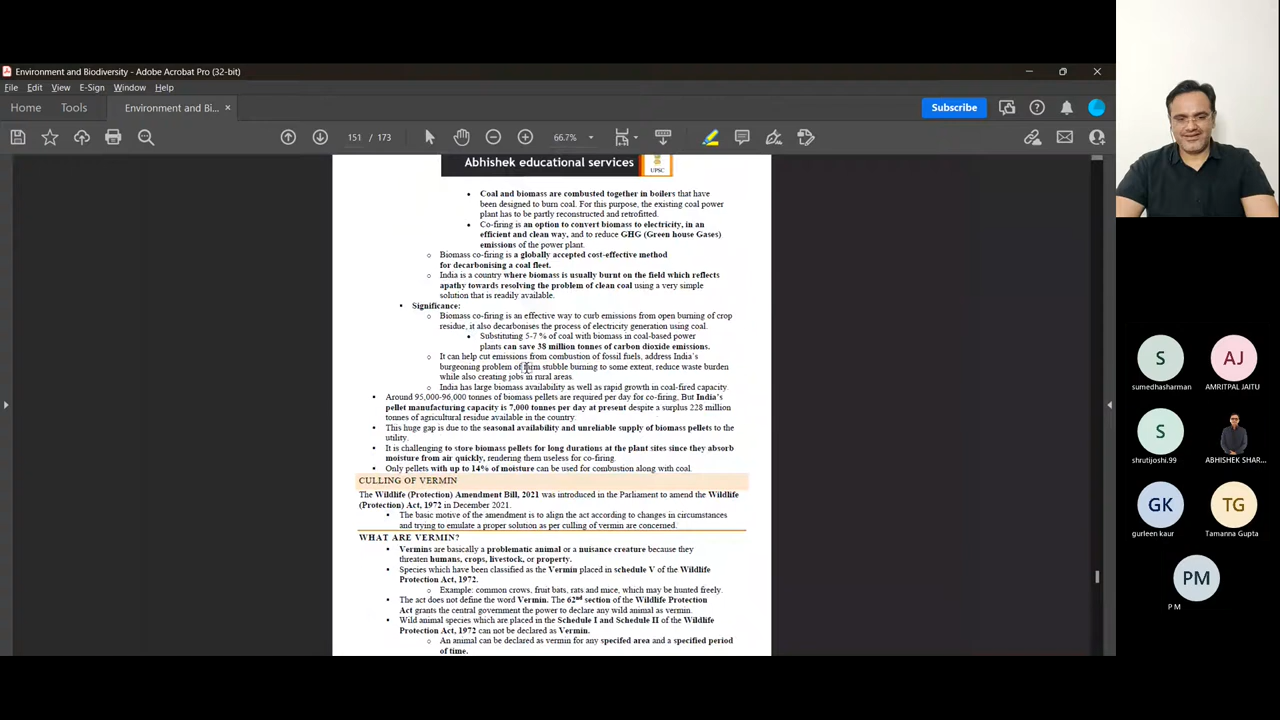 Environment and Biodiversity - Adobe Acrobat Pro (32-bit)
File Edit View E-Sign Window Help
Home Tools Environment and Bi... × Subscribe
151 / 173 66.7%
Abhishek educational services
UPSC
• Coal and biomass are combusted together in boilers that have
been designed to burn coal. For this purpose, the existing coal power
plant has to be partly reconstructed and retrofitted.
• Co-firing is an option to convert biomass to electricity, in an
efficient and clean way, and to reduce GHG (Green house Gases)
emissions of the power plant.
o Biomass co-firing is a globally accepted cost-effective method
for decarbonising a coal fleet.
o India is a country where biomass is usually burnt on the field which reflects
apathy towards resolving the problem of clean coal using a very simple
solution that is readily available.
• Significance:
o Biomass co-firing is an effective way to curb emissions from open burning of crop
residue, it also decarbonises the process of electricity generation using coal.
• Substituting 5-7 % of coal with biomass in coal-based power
plants can save 38 million tonnes of carbon dioxide emissions.
o It can help cut emissions from combustion of fossil fuels, address India's
burgeoning problem of farm stubble burning to some extent, reduce waste burden
while also creating jobs in rural areas.
o India has large biomass availability as well as rapid growth in coal-fired capacity.
• Around 95,000-96,000 tonnes of biomass pellets are required per day for co-firing. But India's
pellet manufacturing capacity is 7,000 tonnes per day at present despite a surplus 228 million
tonnes of agricultural residue available in the country.
• This huge gap is due to the seasonal availability and unreliable supply of biomass pellets to the
utility.
• It is challenging to store biomass pellets for long durations at the plant sites since they absorb
moisture from air quickly, rendering them useless for co-firing.
• Only pellets with up to 14% of moisture can be used for combustion along with coal.
CULLING OF VERMIN
The Wildlife (Protection) Amendment Bill, 2021 was introduced in the Parliament to amend the Wildlife
(Protection) Act, 1972 in December 2021.
• The basic motive of the amendment is to align the act according to changes in circumstances
and trying to emulate a proper solution as per culling of vermin are concerned.
WHAT ARE VERMIN?
• Vermins are basically a problematic animal or a nuisance creature because they
threaten humans, crops, livestock, or property.
• Species which have been classified as the Vermin placed in schedule V of the Wildlife
Protection Act, 1972.
o Example: common crows, fruit bats, rats and mice, which may be hunted freely.
• The act does not define the word Vermin. The 62nd section of the Wildlife Protection
Act grants the central government the power to declare any wild animal as vermin.
• Wild animal species which are placed in the Schedule I and Schedule II of the Wildlife
Protection Act, 1972 can not be declared as Vermin.
o An animal can be declared as vermin for any specifed area and a specified period
of time.
S AJ
sumedhasharman AMRITPAL JAITU
S
shrutijoshi.99 ABHISHEK SHAR...
GK TG
gurleen kaur Tamanna Gupta
PM
P M